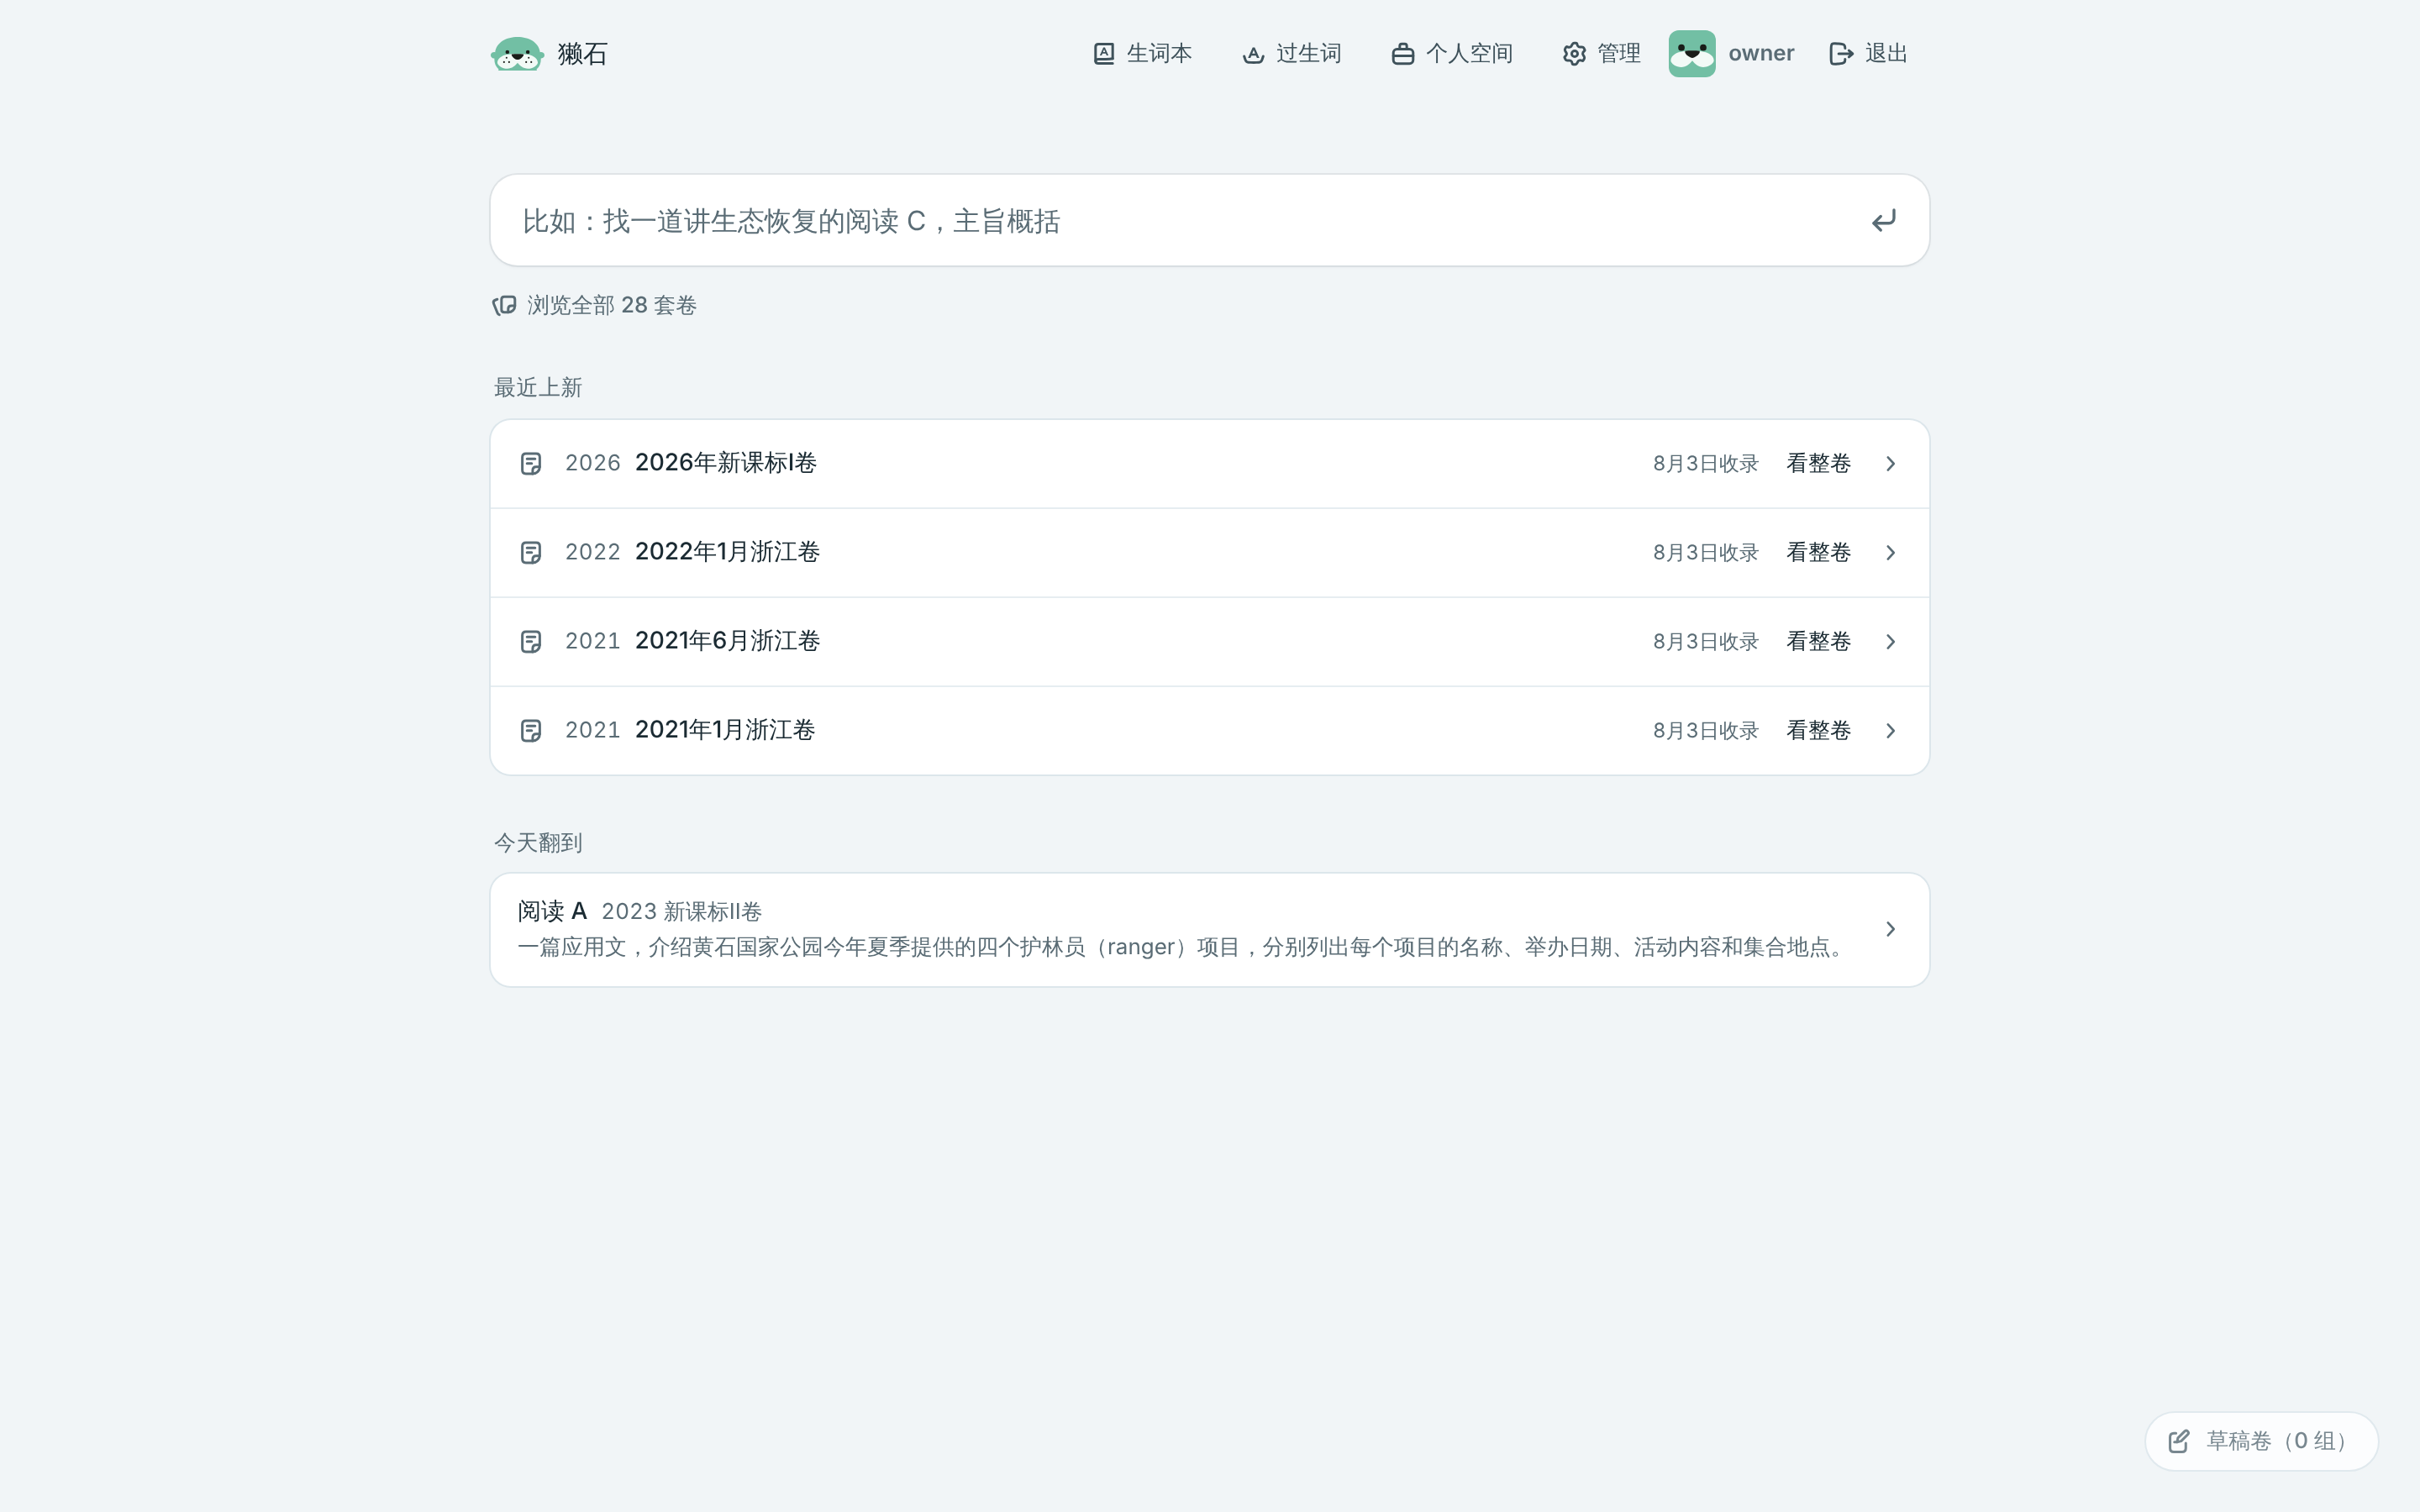 獭石 生词本 过生词 个人空间 管理 owner 退出
比如：找一道讲生态恢复的阅读 C，主旨概括
浏览全部 28 套卷
最近上新
2026 2026年新课标I卷 8月3日收录 看整卷
2022 2022年1月浙江卷 8月3日收录 看整卷
2021 2021年6月浙江卷 8月3日收录 看整卷
2021 2021年1月浙江卷 8月3日收录 看整卷
今天翻到
阅读 A 2023 新课标II卷
一篇应用文，介绍黄石国家公园今年夏季提供的四个护林员（ranger）项目，分别列出每个项目的名称、举办日期、活动内容和集合地点。
草稿卷（0 组）